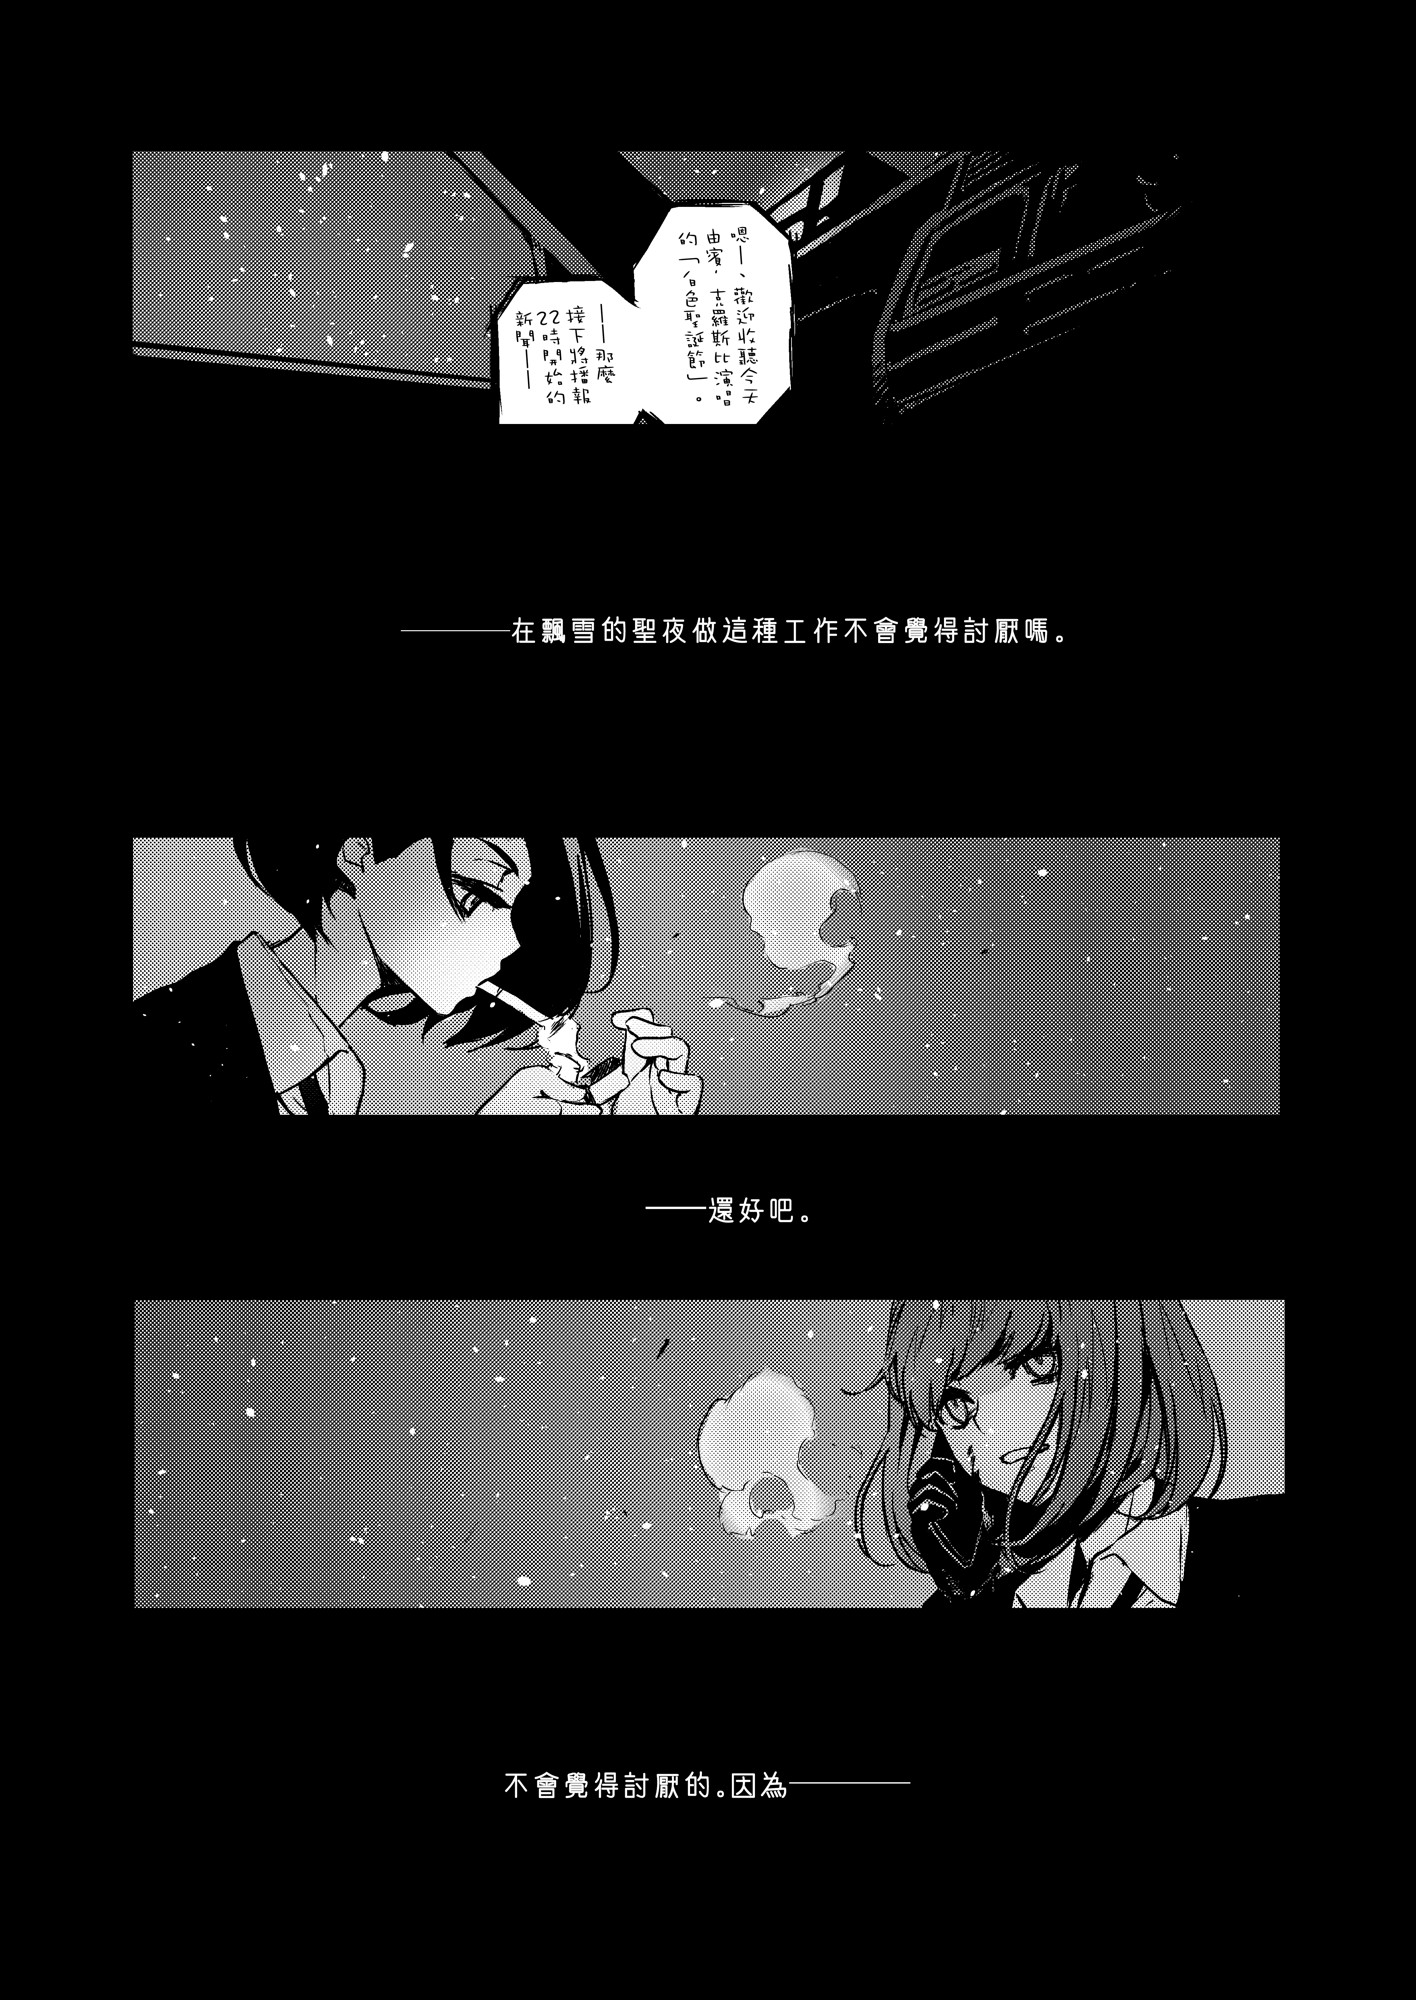 嗯—、歡迎收聽今天
由賓·克羅斯比演唱
的「白色聖誕節」。
——那麼
接下將播報
22時開始的
新聞——
————在飄雪的聖夜做這種工作不會覺得討厭嗎。
——還好吧。
不會覺得討厭的。因為————